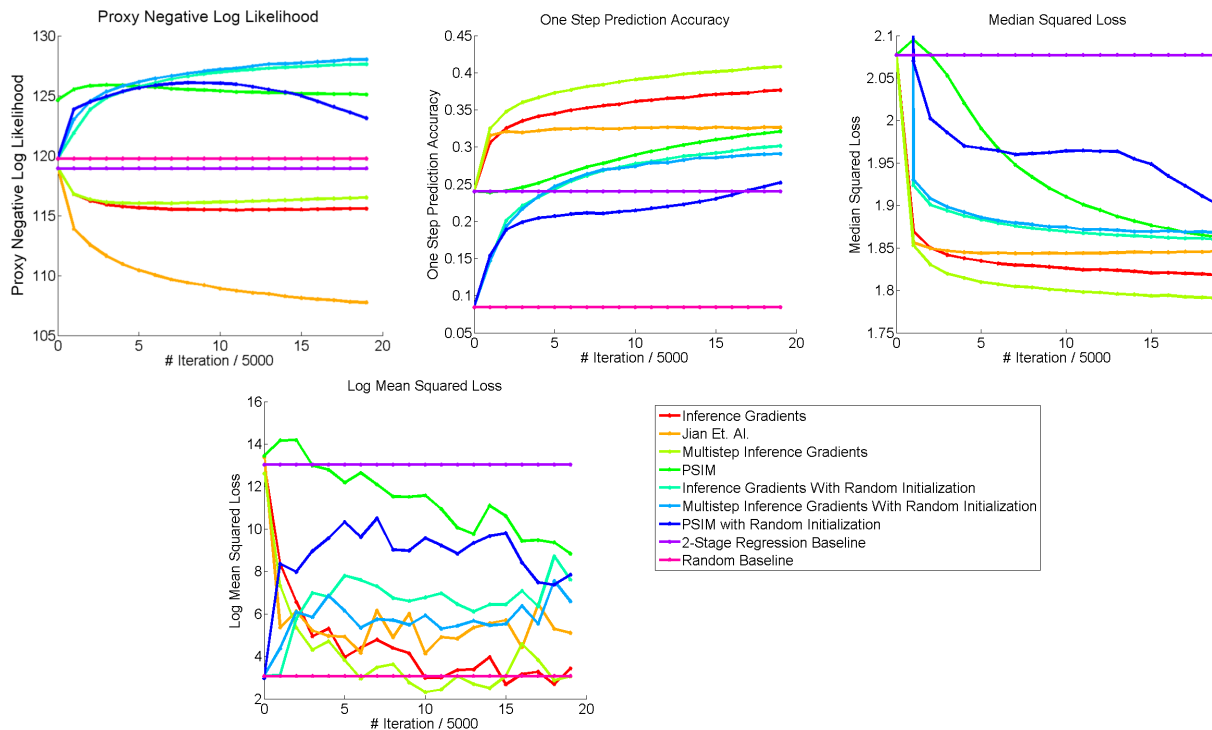 Proxy Negative Log Likelihood
Proxy Negative Log Likelihood
130
125
120
115
110
105
0
5
10
15
20
# Iteration / 5000
One Step Prediction Accuracy
One Step Prediction Accuracy
0.45
0.4
0.35
0.3
0.25
0.2
0.15
0.1
0.05
0
5
10
15
20
# Iteration / 5000
Median Squared Loss
Median Squared Loss
2.1
2.05
2
1.95
1.9
1.85
1.8
1.75
0
5
10
15
# Iteration / 5000
Log Mean Squared Loss
Log Mean Squared Loss
16
14
12
10
8
6
4
2
0
5
10
15
20
# Iteration / 5000
Inference Gradients
Jian Et. Al.
Multistep Inference Gradients
PSIM
Inference Gradients With Random Initialization
Multistep Inference Gradients With Random Initialization
PSIM with Random Initialization
2-Stage Regression Baseline
Random Baseline